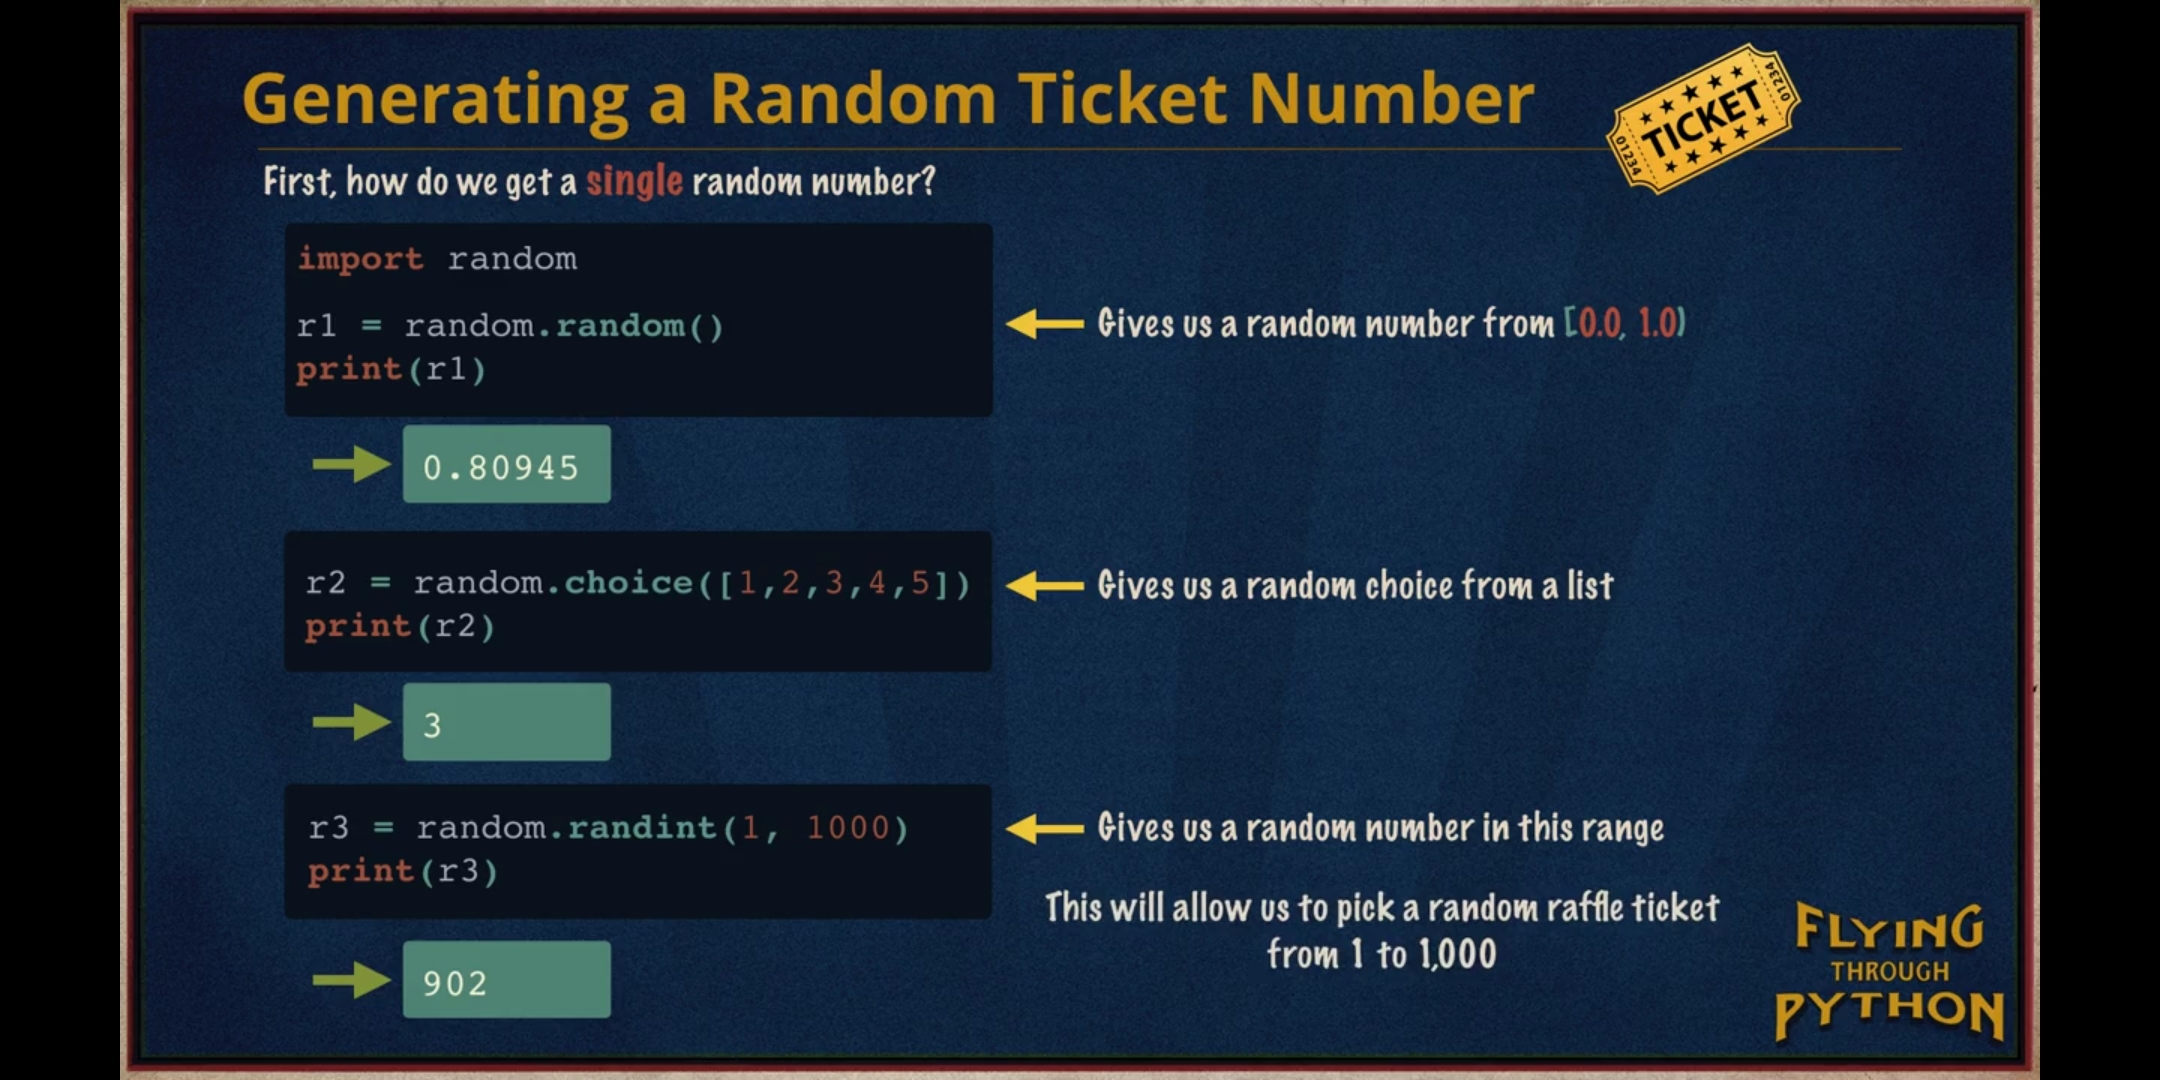 Generating a Random Ticket Number
TICKET
01234
01234
First, how do we get a single random number?
import random
r1 = random.random()
print(r1)
Gives us a random number from [0.0, 1.0)
0.80945
r2 = random.choice([1,2,3,4,5])
print(r2)
Gives us a random choice from a list
3
r3 = random.randint(1, 1000)
print(r3)
Gives us a random number in this range
This will allow us to pick a random raffle ticket
from 1 to 1,000
902
FLYING
THROUGH
PYTHON